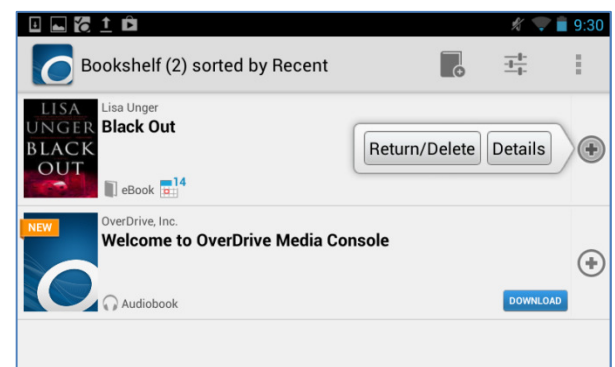 9:30
Bookshelf (2) sorted by Recent
LISA
UNGER
BLACK
OUT
Lisa Unger
Black Out
eBook 14
Return/Delete Details
NEW
OverDrive, Inc.
Welcome to OverDrive Media Console
Audiobook
DOWNLOAD